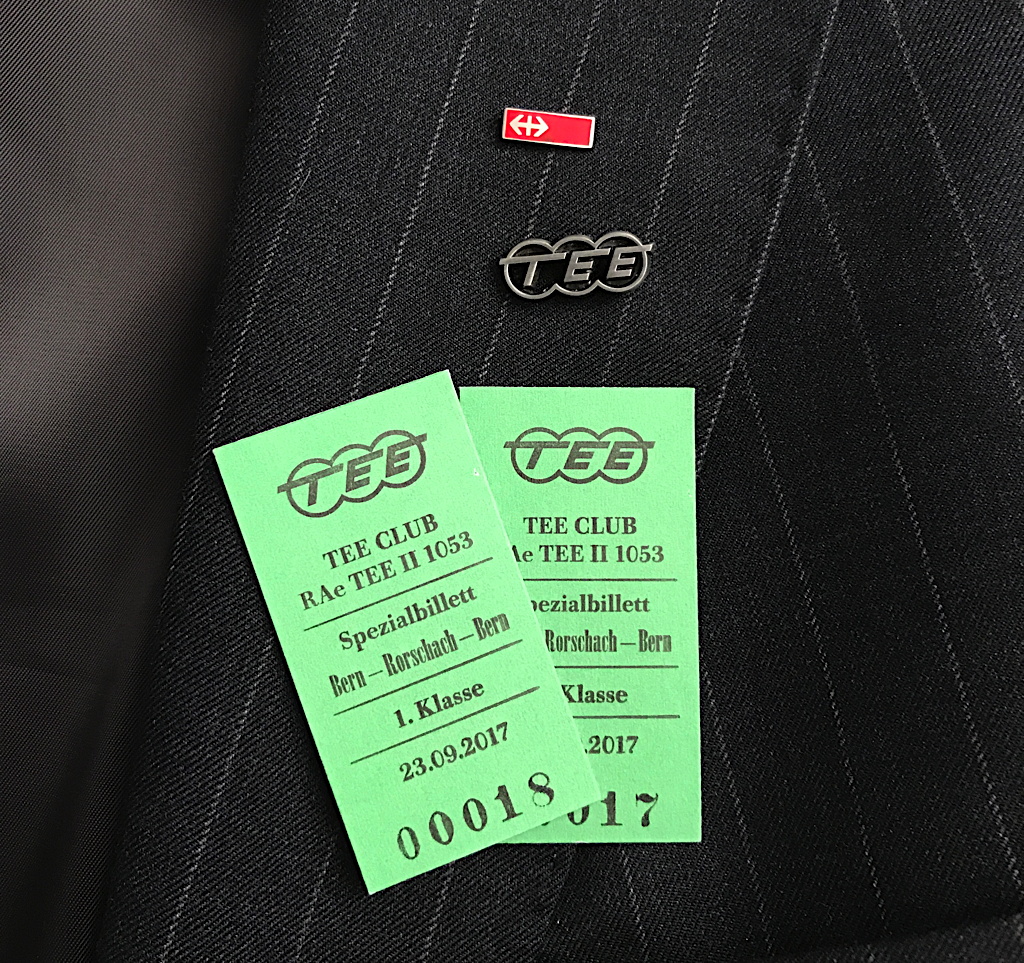 TEE
TEE
TEE CLUB
RAe TEE II 1053
Spezialbillett
Bern – Rorschach – Bern
1. Klasse
23.09.2017
00018
TEE
TEE CLUB
Ae TEE II 1053
pezialbillett
Rorschach – Bern
Klasse
.2017
017